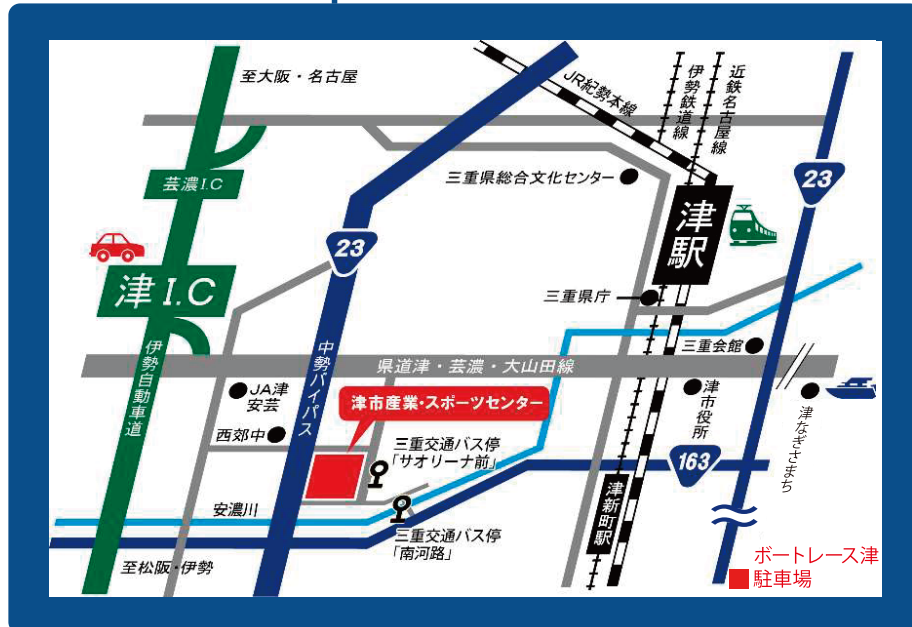 至大阪・名古屋
JR紀勢本線
伊勢鉄道線
近鉄名古屋線
芸濃I.C
三重県総合文化センター
津駅
23
23
津 I.C
三重県庁
伊勢自動車道
中勢バイパス
県道津・芸濃・大山田線
三重会館
JA津
安芸
津市産業・スポーツセンター
津市役所
津なぎさまち
西郊中
三重交通バス停
「サオリーナ前」
163
安濃川
津新町駅
三重交通バス停
「南河路」
至松阪・伊勢
ボートレース津
駐車場